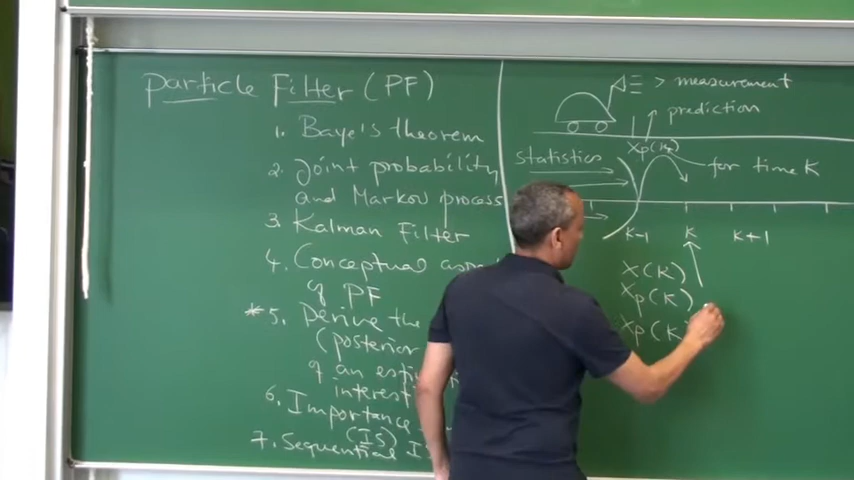 Particle Filter (PF)
1. Baye's theorem
2. Joint probability
and Markov process
3 Kalman Filter
4. Conceptual
of PF
*5. Derive the
(posterior
of an
interest
6. Importance
(IS)
7. Sequential I
> measurement
prediction
Xp(K)
Statistics
for time K
K-1 K K+1
X(K)
Xp(K)
Xp(K